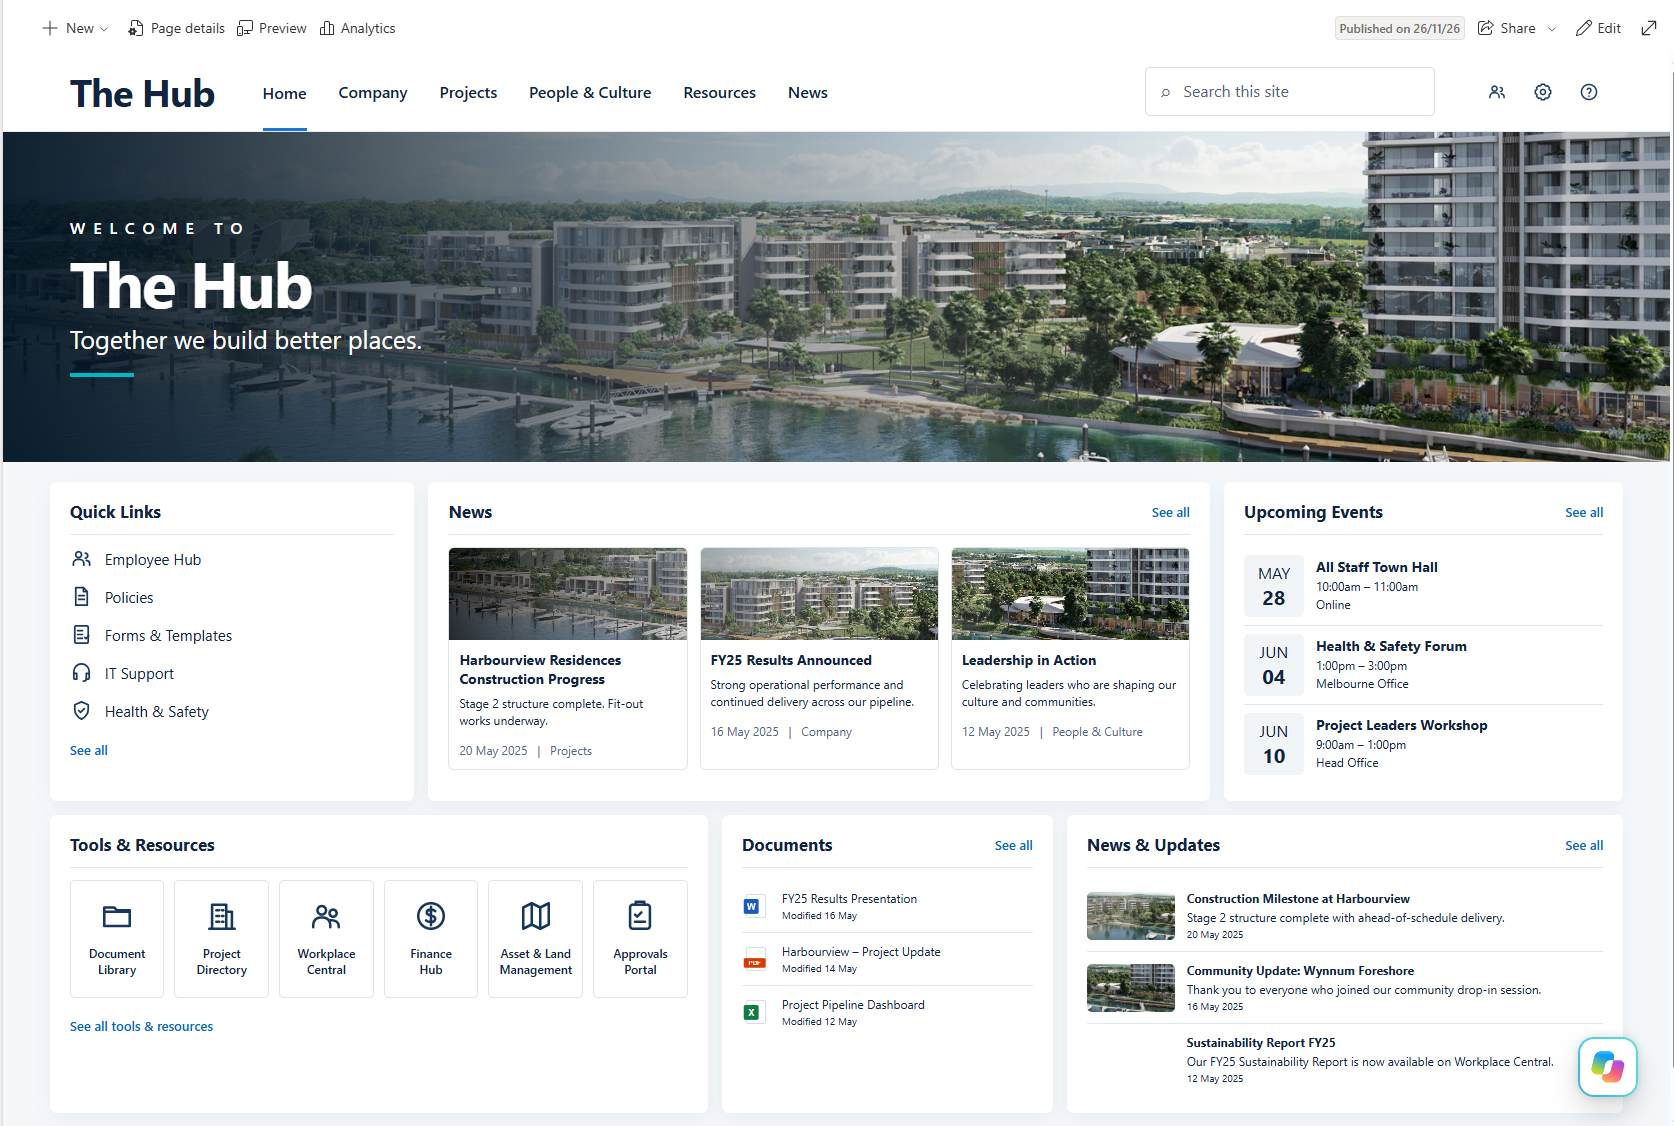 New
Page details
Preview
Analytics
Published on 26/11/26
Share
Edit
The Hub
Home
Company
Projects
People & Culture
Resources
News
Search this site
WELCOME TO
The Hub
Together we build better places.
Quick Links
Employee Hub
Policies
Forms & Templates
IT Support
Health & Safety
See all
News
See all
Harbourview Residences
Construction Progress
Stage 2 structure complete. Fit-out
works underway.
20 May 2025 | Projects
FY25 Results Announced
Strong operational performance and
continued delivery across our pipeline.
16 May 2025 | Company
Leadership in Action
Celebrating leaders who are shaping our
culture and communities.
12 May 2025 | People & Culture
Upcoming Events
See all
MAY
28
All Staff Town Hall
10:00am – 11:00am
Online
JUN
04
Health & Safety Forum
1:00pm – 3:00pm
Melbourne Office
JUN
10
Project Leaders Workshop
9:00am – 1:00pm
Head Office
Tools & Resources
Document
Library
Project
Directory
Workplace
Central
Finance
Hub
Asset & Land
Management
Approvals
Portal
See all tools & resources
Documents
See all
W
FY25 Results Presentation
Modified 16 May
PDF
Harbourview – Project Update
Modified 14 May
X
Project Pipeline Dashboard
Modified 12 May
News & Updates
See all
Construction Milestone at Harbourview
Stage 2 structure complete with ahead-of-schedule delivery.
20 May 2025
Community Update: Wynnum Foreshore
Thank you to everyone who joined our community drop-in session.
16 May 2025
Sustainability Report FY25
Our FY25 Sustainability Report is now available on Workplace Central.
12 May 2025